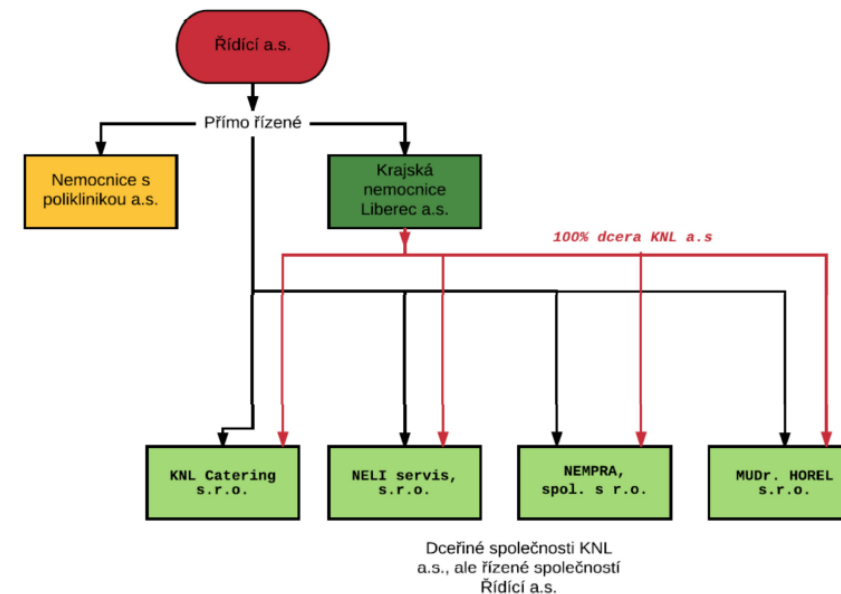 Řídící a.s.
Přímo řízené
Nemocnice s
poliklinikou a.s.
Krajská
nemocnice
Liberec a.s.
100% dcera KNL a.s
KNL Catering
s.r.o.
NELI servis,
s.r.o.
NEMPRA,
spol. s r.o.
MUDr. HOREL
s.r.o.
Dceřiné společnosti KNL
a.s., ale řízené společností
Řídící a.s.